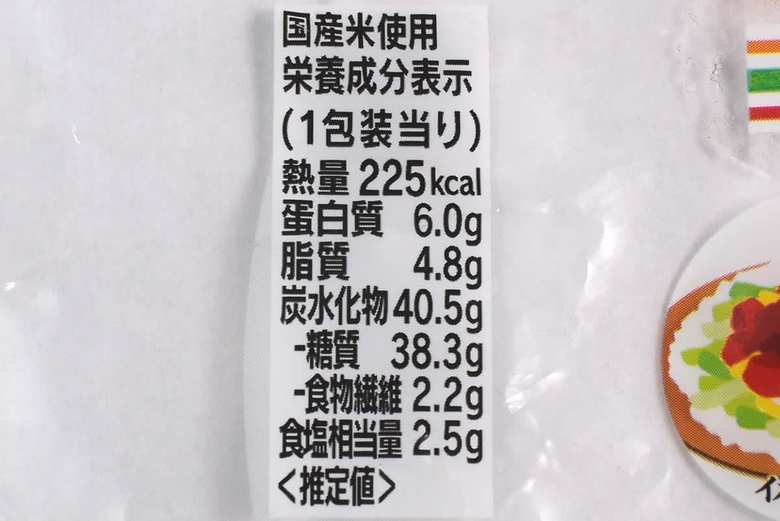 国産米使用
栄養成分表示
(1包装当り)
熱量 225kcal
蛋白質 6.0g
脂質 4.8g
炭水化物 40.5g
-糖質 38.3g
-食物繊維 2.2g
食塩相当量 2.5g
<推定値>